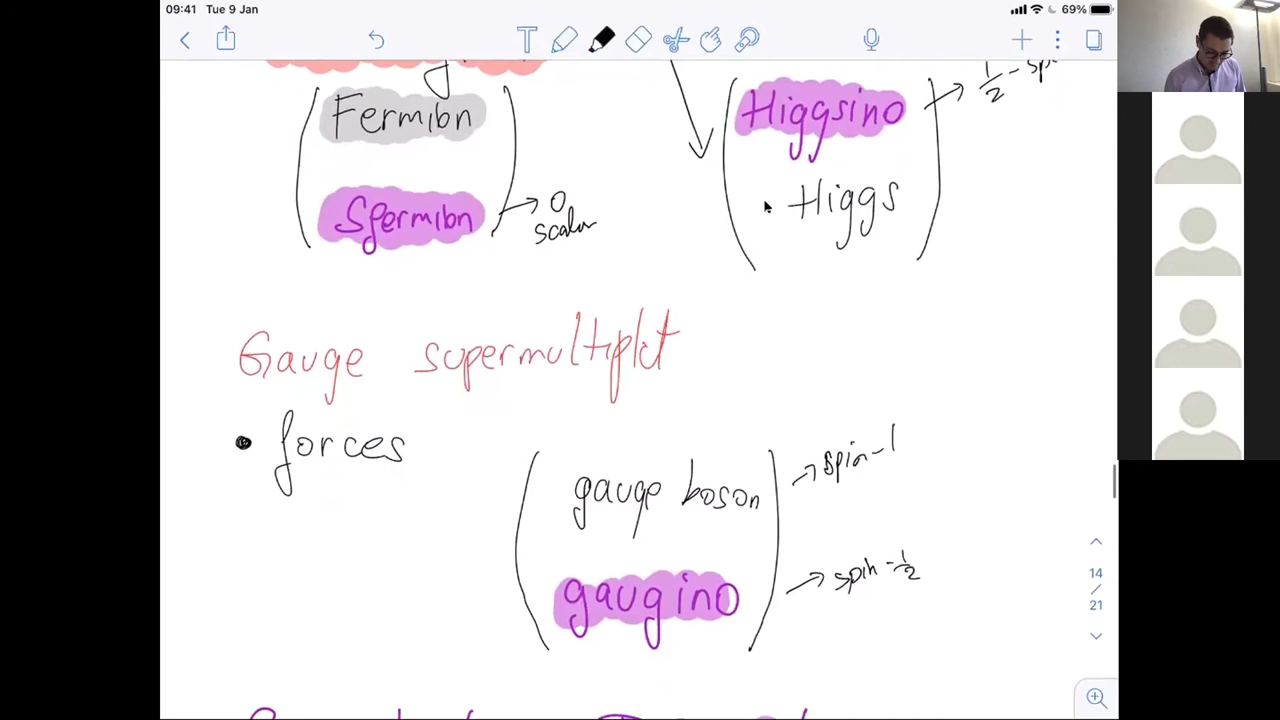 09:41 Tue 9 Jan
69%
Fermion
Sfermion
0
scalar
Higgsino
1/2 - spi
Higgs
Gauge supermultiplet
• forces
gauge boson
spin-1
gaugino
spin-1/2
14
/
21